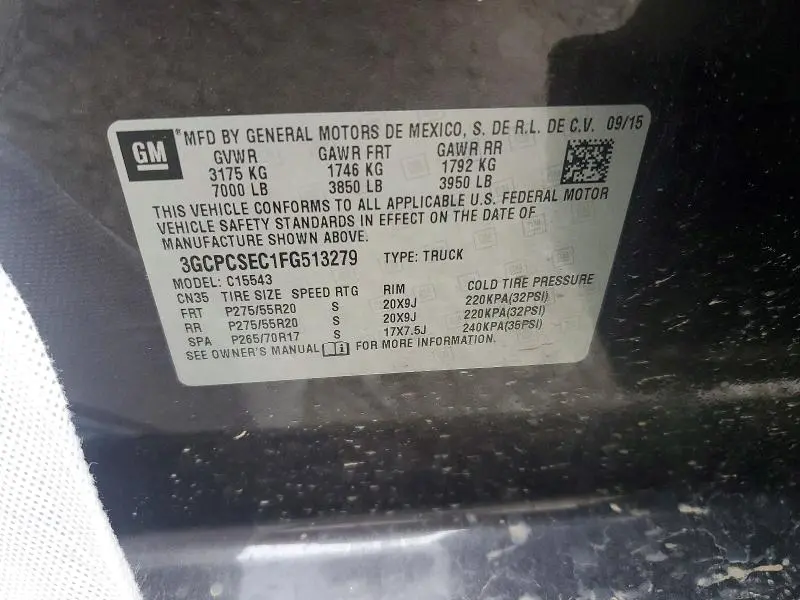 GM
*MFD BY GENERAL MOTORS DE MEXICO, S. DE R.L. DE C.V. 09/15
GVWR GAWR FRT GAWR RR
3175 KG 1746 KG 1792 KG
7000 LB 3850 LB 3950 LB
THIS VEHICLE CONFORMS TO ALL APPLICABLE U.S. FEDERAL MOTOR
VEHICLE SAFETY STANDARDS IN EFFECT ON THE DATE OF
MANUFACTURE SHOWN ABOVE.
3GCPCSEC1FG513279 TYPE: TRUCK
MODEL: C15543
CN35 TIRE SIZE SPEED RTG RIM COLD TIRE PRESSURE
FRT P275/55R20 S 20X9J 220KPA(32PSI)
RR P275/55R20 S 20X9J 220KPA(32PSI)
SPA P265/70R17 S 17X7.5J 240KPA(35PSI)
SEE OWNER'S MANUAL FOR MORE INFORMATION.